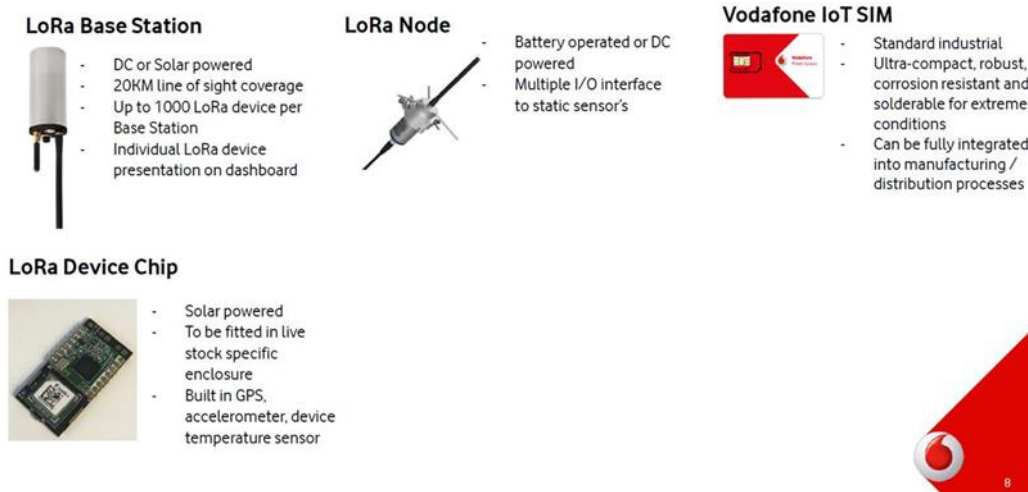 LoRa Base Station
- DC or Solar powered
- 20KM line of sight coverage
- Up to 1000 LoRa device per
Base Station
- Individual LoRa device
presentation on dashboard
LoRa Node
- Battery operated or DC
powered
- Multiple I/O interface
to static sensor's
Vodafone IoT SIM
- Standard industrial
- Ultra-compact, robust,
corrosion resistant and
solderable for extreme
conditions
- Can be fully integrated
into manufacturing /
distribution processes
LoRa Device Chip
- Solar powered
- To be fitted in live
stock specific
enclosure
- Built in GPS,
accelerometer, device
temperature sensor
8